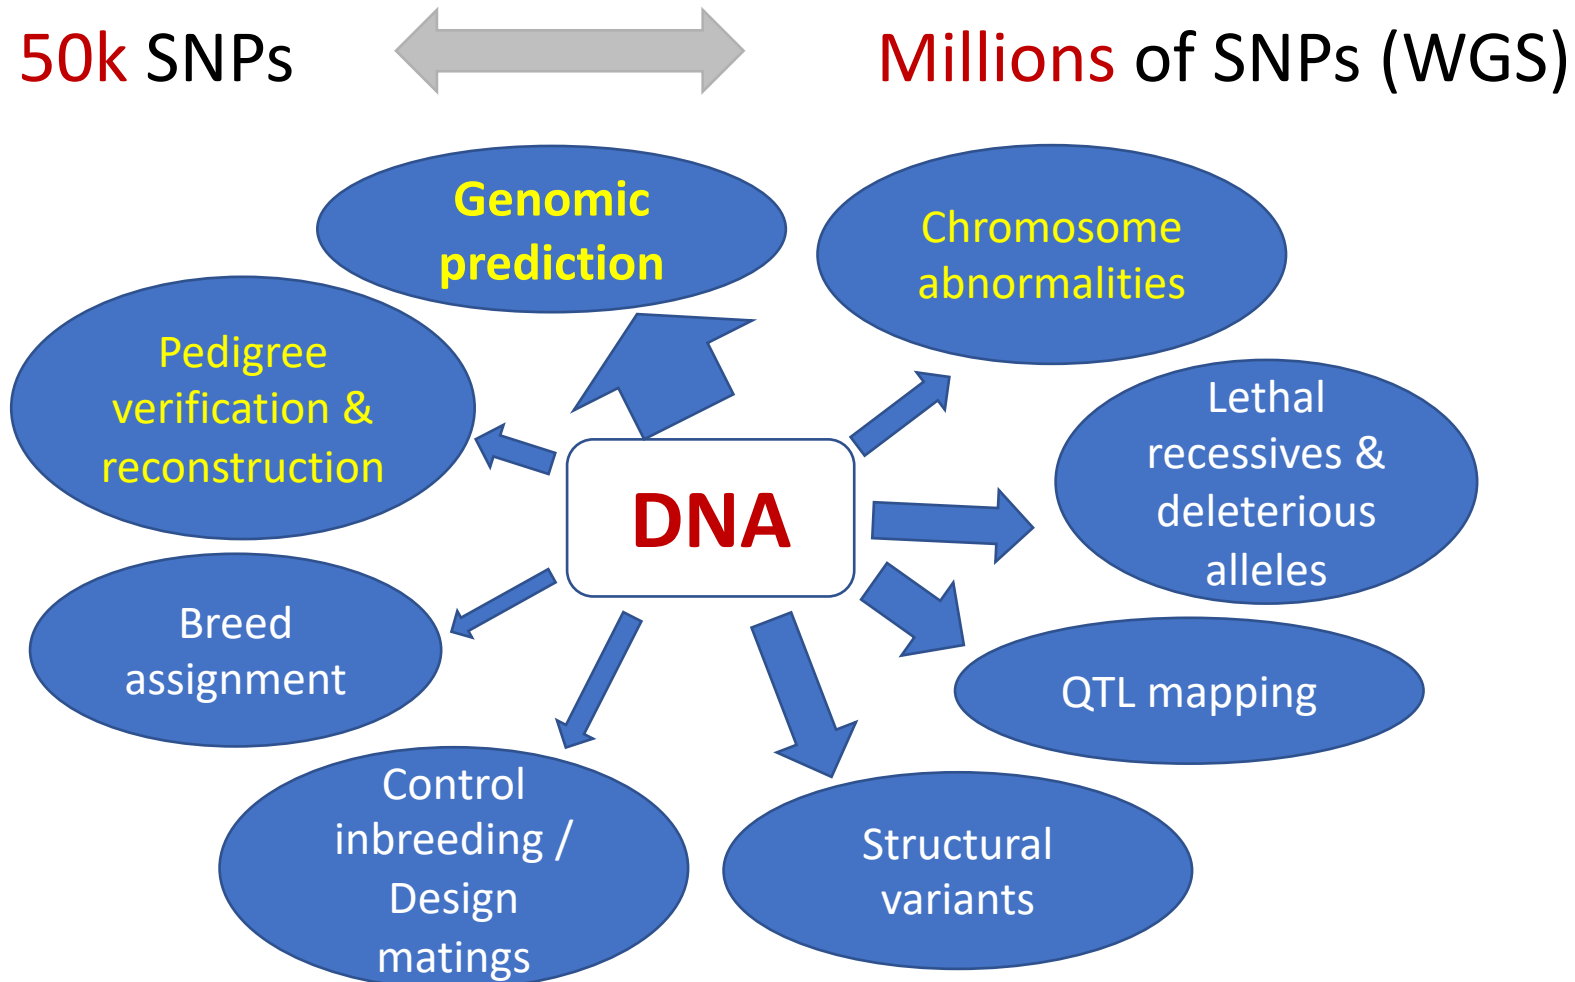 50k SNPs
Millions of SNPs (WGS)
Genomic
prediction
Chromosome
abnormalities
Pedigree
verification &
reconstruction
Lethal
recessives &
deleterious
alleles
DNA
Breed
assignment
QTL mapping
Control
inbreeding /
Design
matings
Structural
variants